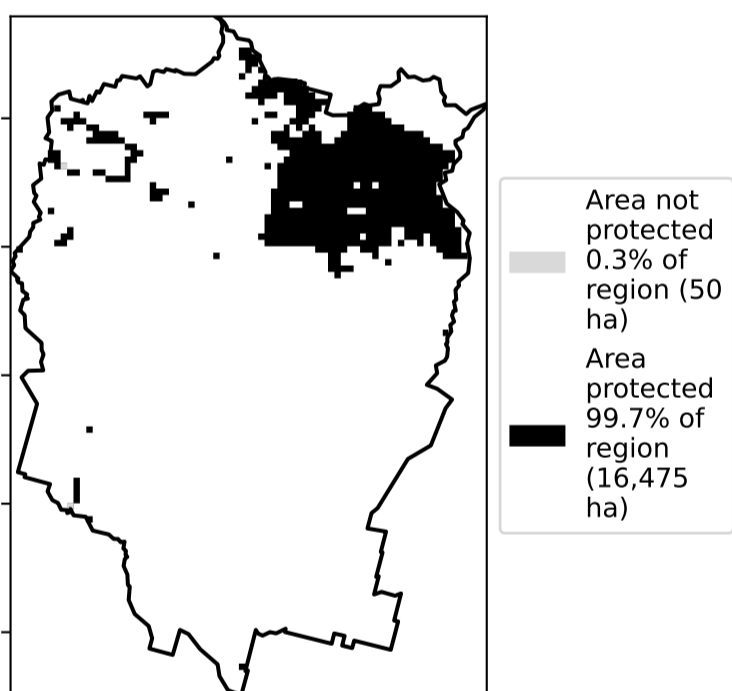 Area not
protected
0.3% of
region (50
ha)
Area
protected
99.7% of
region
(16,475
ha)